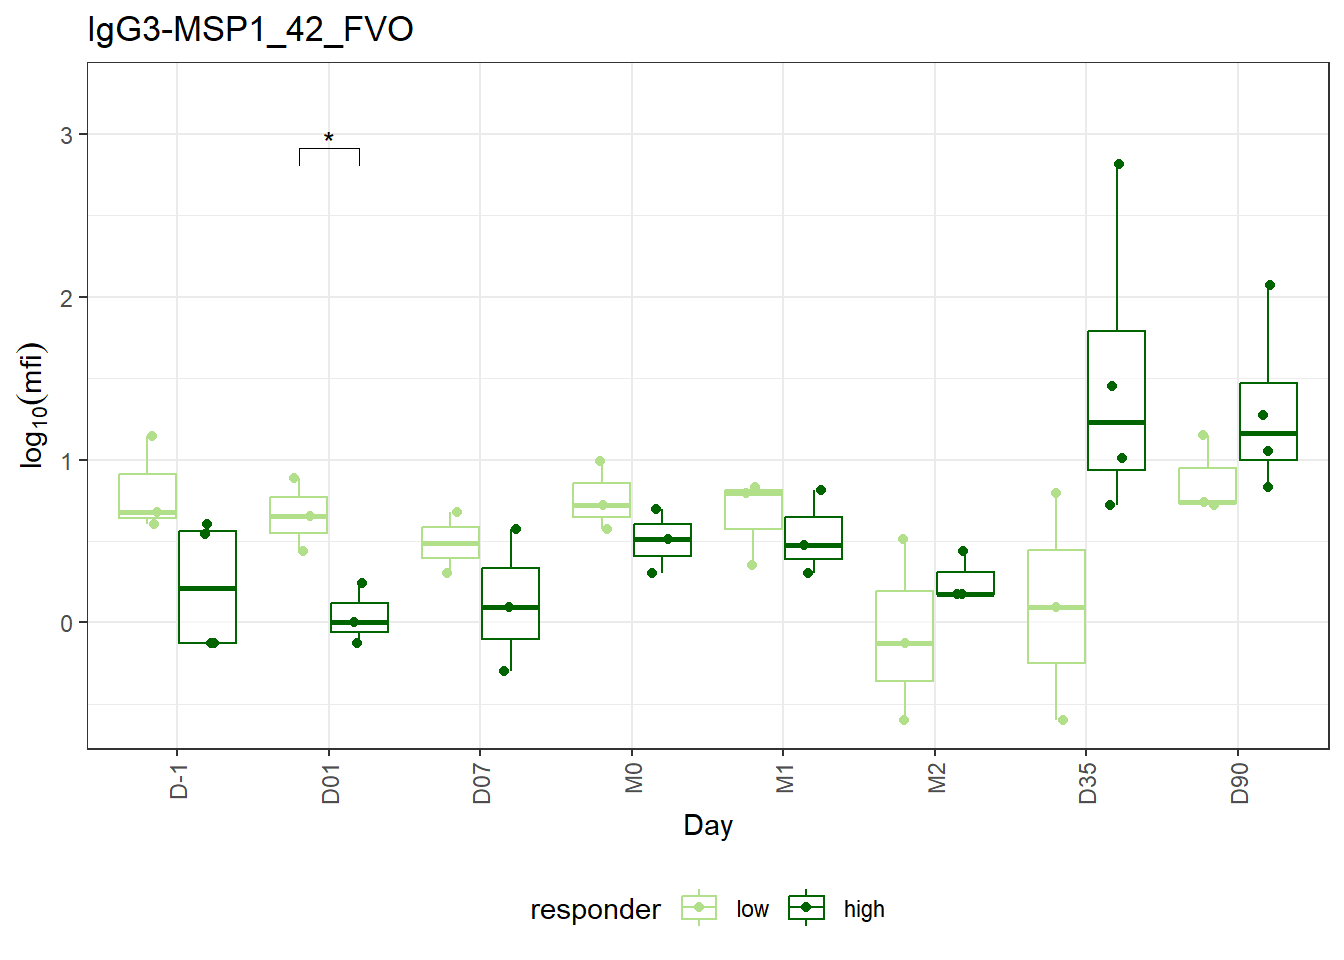 IgG3-MSP1_42_FVO
*
3
2
1
0
log10(mfi)
D-1 D01 D07 M0 M1 M2 D35 D90
Day
responder low high